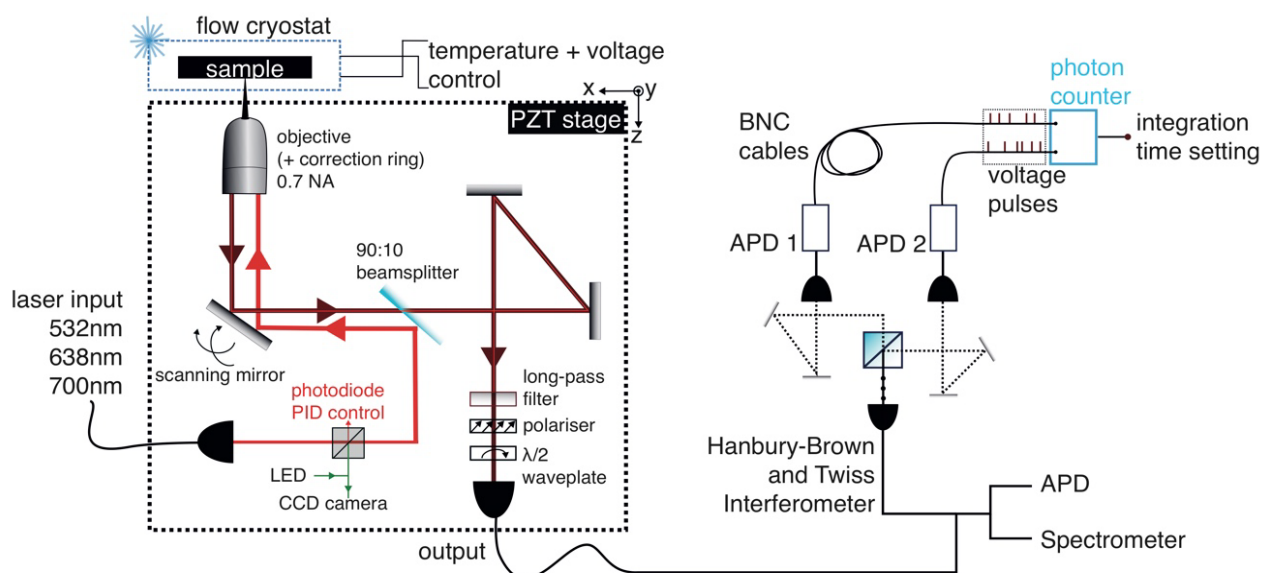 flow cryostat
sample
temperature + voltage
control
x
y
z
PZT stage
objective
(+ correction ring)
0.7 NA
90:10
beamsplitter
laser input
532nm
638nm
700nm
scanning mirror
photodiode
PID control
LED
CCD camera
long-pass
filter
polariser
λ/2
waveplate
output
BNC
cables
photon
counter
integration
time setting
voltage
pulses
APD 1
APD 2
Hanbury-Brown
and Twiss
Interferometer
APD
Spectrometer